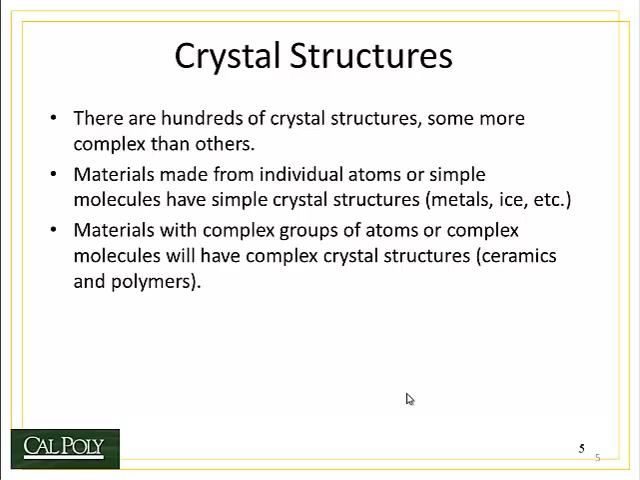 Crystal Structures
• There are hundreds of crystal structures, some more
complex than others.
• Materials made from individual atoms or simple
molecules have simple crystal structures (metals, ice, etc.)
• Materials with complex groups of atoms or complex
molecules will have complex crystal structures (ceramics
and polymers).
CAL POLY
5
5